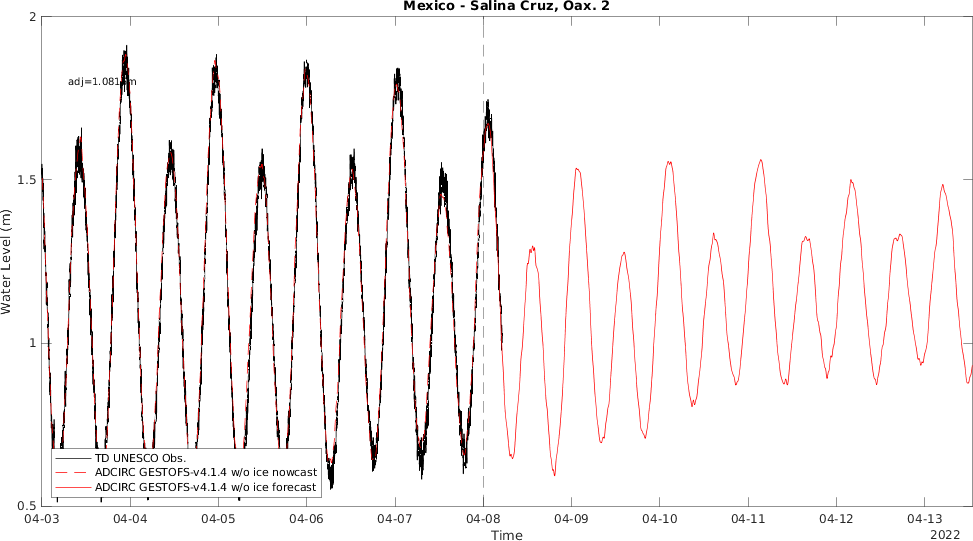 Mexico - Salina Cruz, Oax. 2
2
adj=1.081 m
1.5
Water Level (m)
1
TD UNESCO Obs.
ADCIRC GESTOFS-v4.1.4 w/o ice nowcast
ADCIRC GESTOFS-v4.1.4 w/o ice forecast
0.5
04-03 04-04 04-05 04-06 04-07 04-08 04-09 04-10 04-11 04-12 04-13
Time
2022